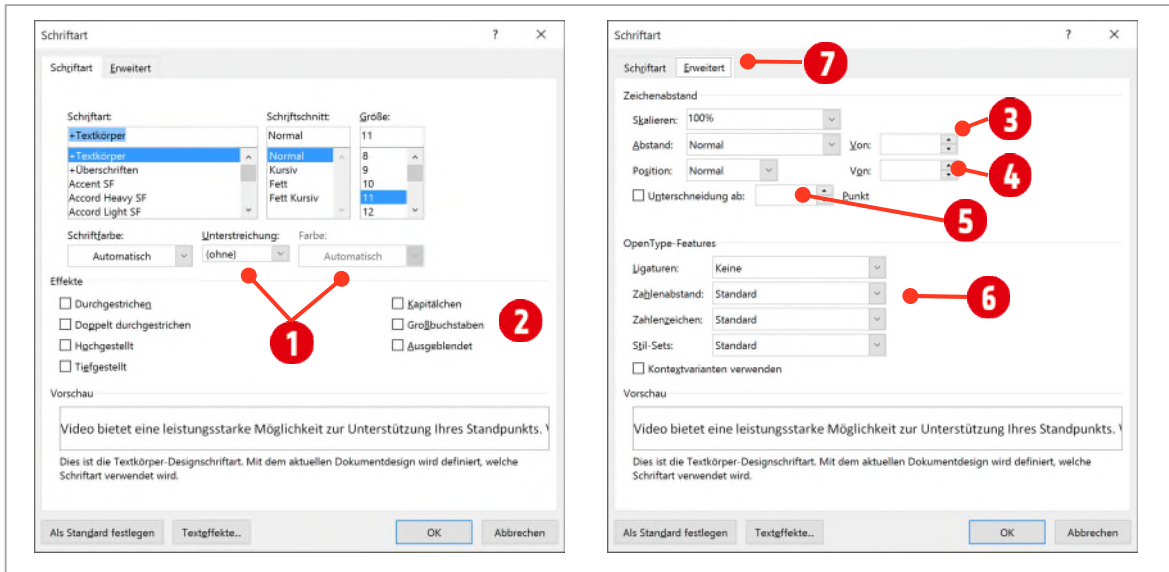 Schriftart ? ×
Schriftart Erweitert
Schriftart: Schriftschnitt: Größe:
+Textkörper Normal 11
+Textkörper Normal 8
+Überschriften Kursiv 9
Accent SF Fett 10
Accord Heavy SF Fett Kursiv 11
Accord Light SF 12
Schriftfarbe: Unterstreichung: Farbe:
Automatisch (ohne) Automatisch
1
Effekte
Durchgestrichen Kapitälchen
Doppelt durchgestrichen Großbuchstaben
2
Hochgestellt Ausgeblendet
Tiefgestellt
Vorschau
Video bietet eine leistungsstarke Möglichkeit zur Unterstützung Ihres Standpunkts.
Dies ist die Textkörper-Designschriftart. Mit dem aktuellen Dokumentdesign wird definiert, welche
Schriftart verwendet wird.
Als Standard festlegen Texteffekte... OK Abbrechen
Schriftart ? ×
Schriftart Erweitert
7
Zeichenabstand
Skalieren: 100%
3
Abstand: Normal Von:
Position: Normal Von:
4
Unterschneidung ab: Punkt
5
OpenType-Features
Ligaturen: Keine
Zahlenabstand: Standard
6
Zahlenzeichen: Standard
Stil-Sets: Standard
Kontextvarianten verwenden
Vorschau
Video bietet eine leistungsstarke Möglichkeit zur Unterstützung Ihres Standpunkts.
Dies ist die Textkörper-Designschriftart. Mit dem aktuellen Dokumentdesign wird definiert, welche
Schriftart verwendet wird.
Als Standard festlegen Texteffekte... OK Abbrechen